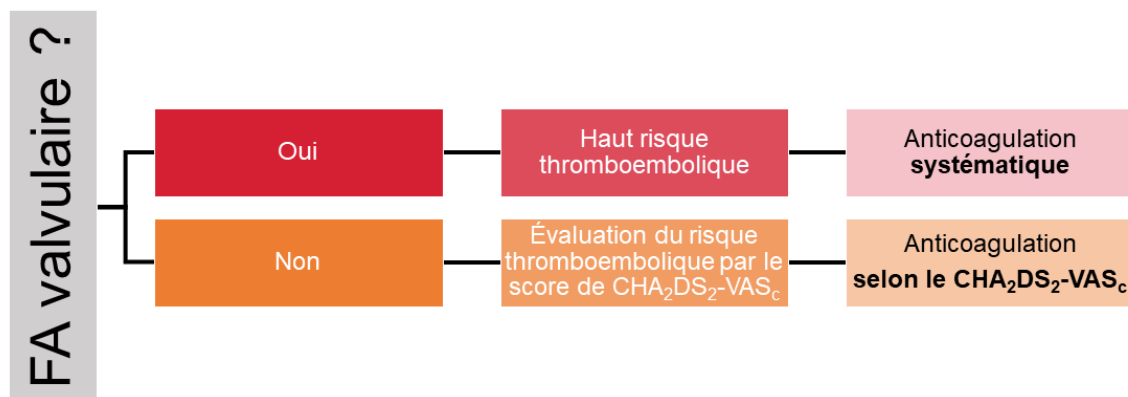 FA valvulaire ?
Oui
Haut risque
thromboembolique
Anticoagulation
systématique
Non
Évaluation du risque
thromboembolique par le
score de CHA₂DS₂-VASc
Anticoagulation
selon le CHA₂DS₂-VASc